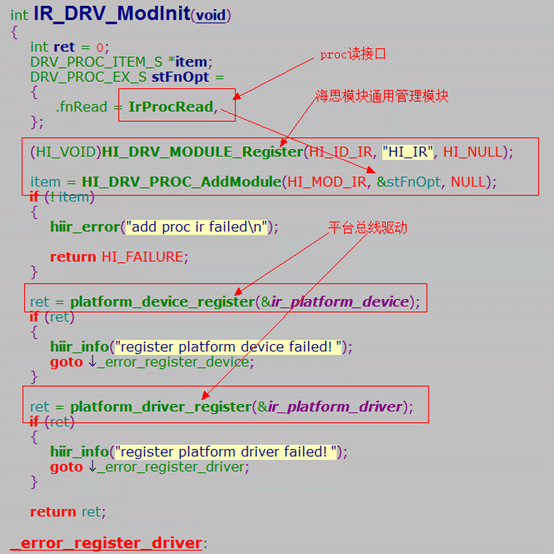 int IR_DRV_ModInit(void)
{
int ret = 0;
DRV_PROC_ITEM_S *item;
DRV_PROC_EX_S stFnOpt =
proc读接口
{
.fnRead = IrProcRead,
海思模块通用管理模块
};
(HI_VOID)HI_DRV_MODULE_Register(HI_ID_IR, "HI_IR", HI_NULL);
item = HI_DRV_PROC_AddModule(HI_MOD_IR, &stFnOpt, NULL);
if (! item)
{
hiir_error("add proc ir failed\n");
平台总线驱动
return HI_FAILURE;
}
ret = platform_device_register(&ir_platform_device);
if (ret)
{
hiir_info("register platform device failed! ");
goto ↓_error_register_device;
}
ret = platform_driver_register(&ir_platform_driver);
if (ret)
{
hiir_info("register platform driver failed! ");
goto ↓_error_register_driver;
}
return ret;
_error_register_driver: